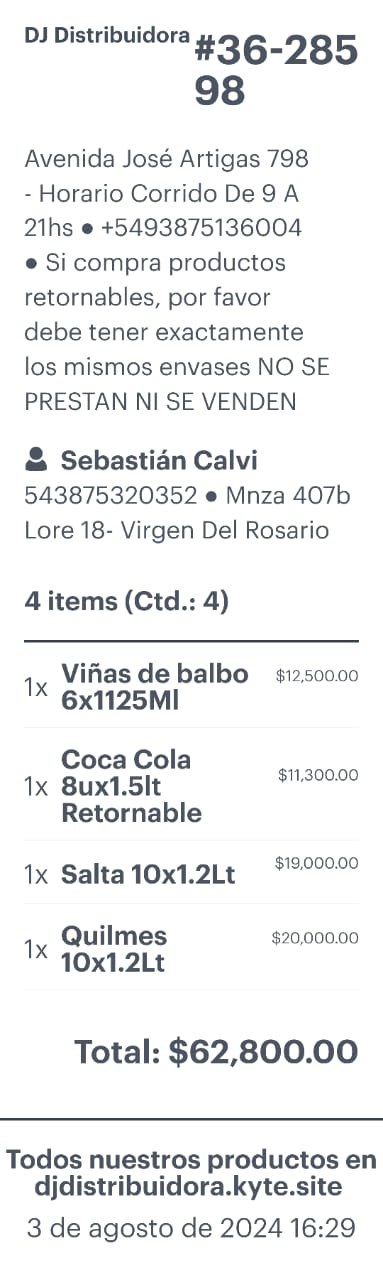 DJ Distribuidora
#36-285
98
Avenida José Artigas 798
- Horario Corrido De 9 A
21hs ● +5493875136004
● Si compra productos
retornables, por favor
debe tener exactamente
los mismos envases NO SE
PRESTAN NI SE VENDEN
Sebastián Calvi
543875320352 ● Mnza 407b
Lore 18- Virgen Del Rosario
4 items (Ctd.: 4)
1x Viñas de balbo $12,500.00
6x1125Ml
Coca Cola
1x 8ux1.5lt $11,300.00
Retornable
1x Salta 10x1.2Lt $19,000.00
1x Quilmes $20,000.00
10x1.2Lt
Total: $62,800.00
Todos nuestros productos en
djdistribuidora.kyte.site
3 de agosto de 2024 16:29